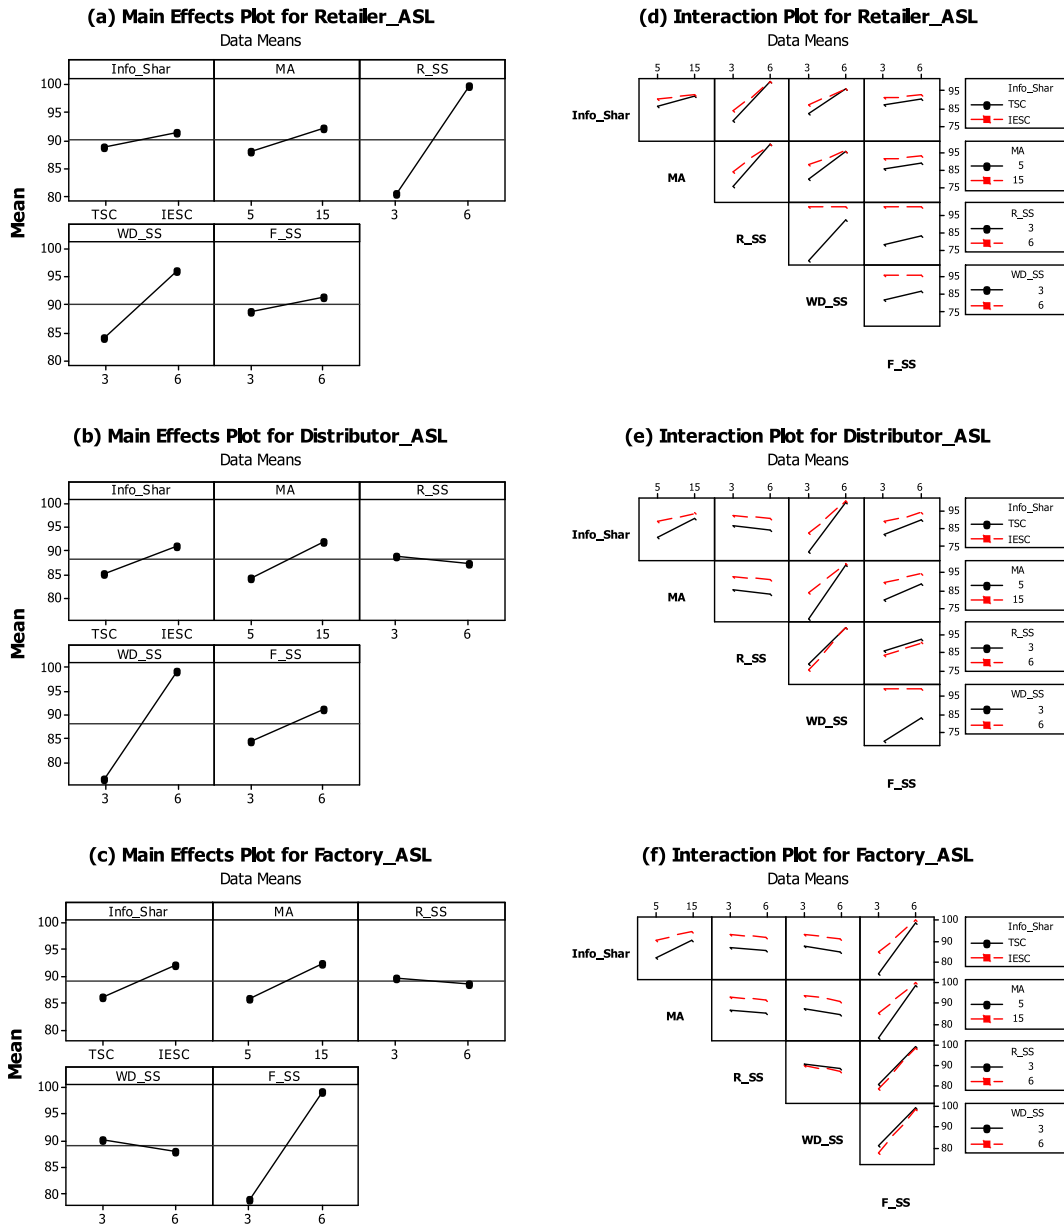 (a) Main Effects Plot for Retailer_ASL
Data Means
Info_Shar MA R_SS
100
95
90
85
80
TSC IESC 5 15 3 6
WD_SS F_SS
100
95
90
85
80
3 6 3 6
Mean
(d) Interaction Plot for Retailer_ASL
Data Means
5 15 3 6 3 6 3 6
Info_Shar
95
85
75
Info_Shar
TSC
IESC
MA
95
85
75
MA
5
15
R_SS
95
85
75
R_SS
3
6
WD_SS
95
85
75
WD_SS
3
6
F_SS
(b) Main Effects Plot for Distributor_ASL
Data Means
Info_Shar MA R_SS
100
95
90
85
80
TSC IESC 5 15 3 6
WD_SS F_SS
100
95
90
85
80
3 6 3 6
Mean
(e) Interaction Plot for Distributor_ASL
Data Means
5 15 3 6 3 6 3 6
Info_Shar
95
85
75
Info_Shar
TSC
IESC
MA
95
85
75
MA
5
15
R_SS
95
85
75
R_SS
3
6
WD_SS
95
85
75
WD_SS
3
6
F_SS
(c) Main Effects Plot for Factory_ASL
Data Means
Info_Shar MA R_SS
100
95
90
85
80
TSC IESC 5 15 3 6
WD_SS F_SS
100
95
90
85
80
3 6 3 6
Mean
(f) Interaction Plot for Factory_ASL
Data Means
5 15 3 6 3 6 3 6
Info_Shar
100
90
80
Info_Shar
TSC
IESC
MA
100
90
80
MA
5
15
R_SS
100
90
80
R_SS
3
6
WD_SS
100
90
80
WD_SS
3
6
F_SS